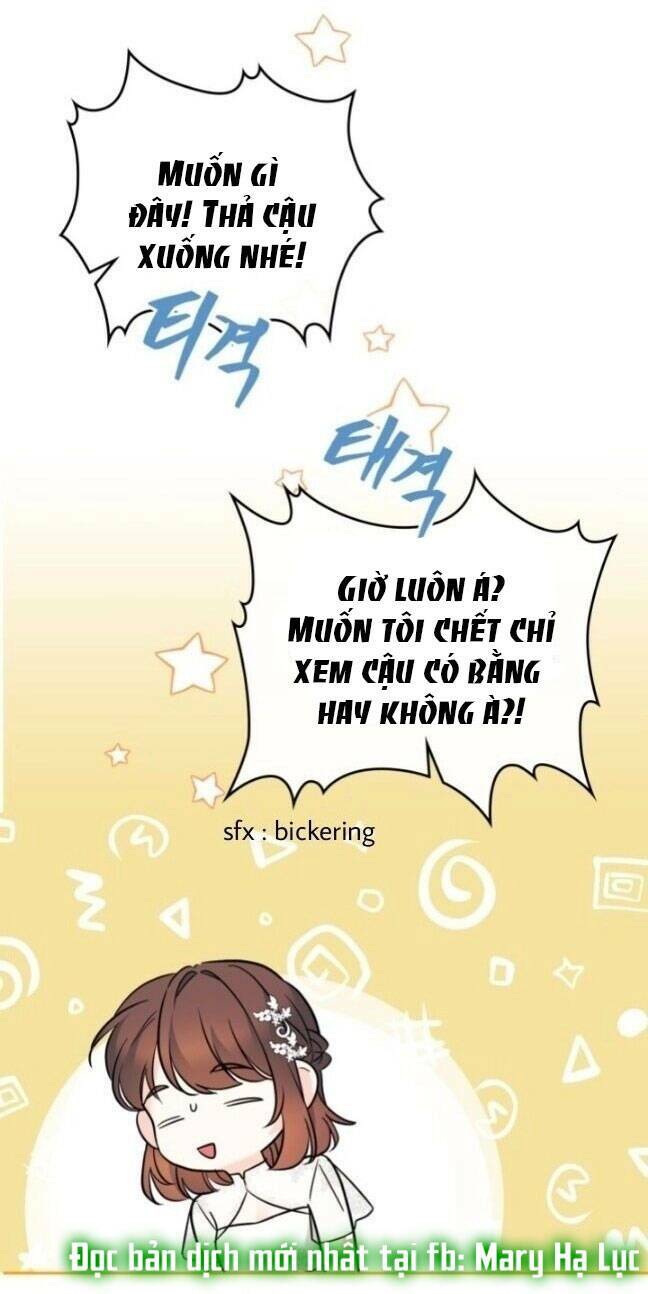 Muốn gì
đây! Thả cậu
xuống nhé!
티격
태격
Giờ luôn á?
Muốn tôi chết chỉ
xem cậu có bằng
hay không à?!
sfx : bickering
Đọc bản dịch mới nhất tại fb: Mary Hạ Lục